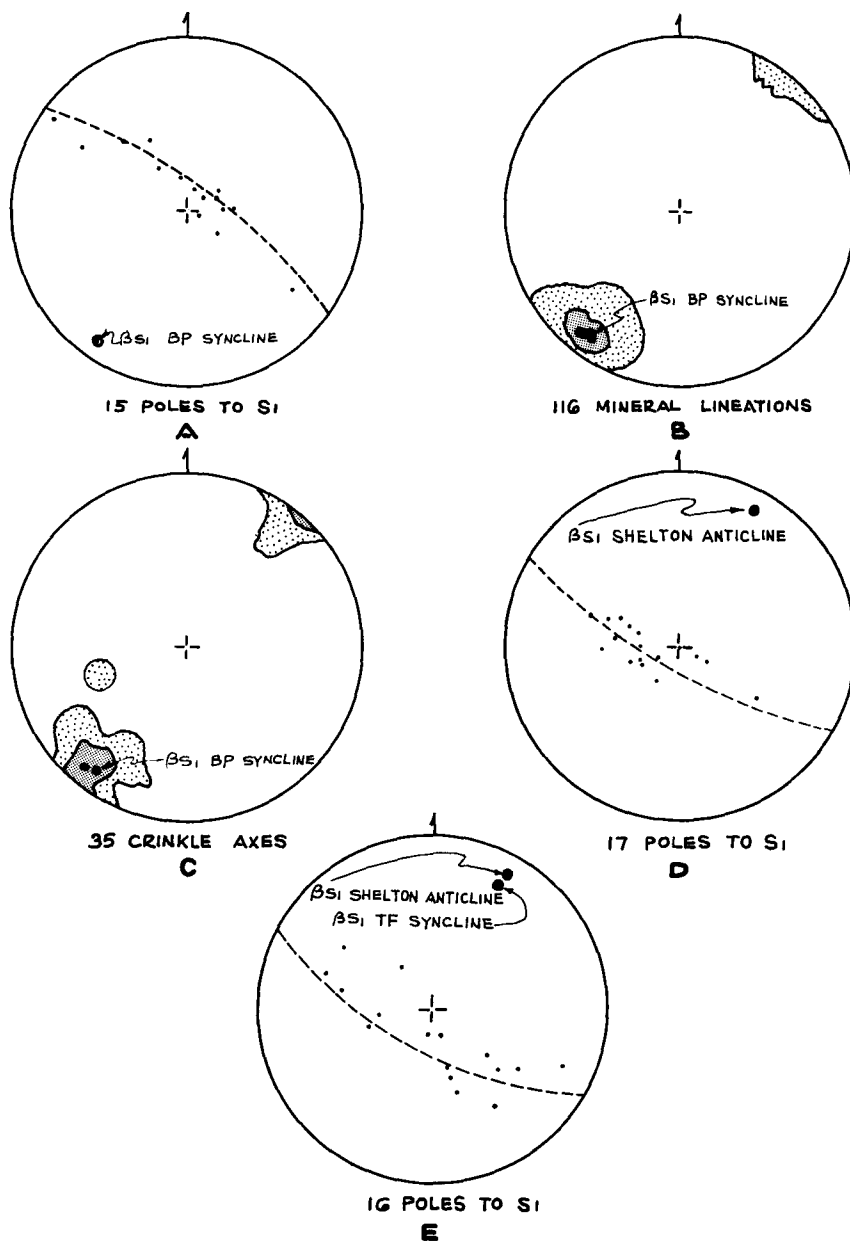 βS₁ BP SYNCLINE
15 POLES TO S₁
A
βS₁ BP SYNCLINE
116 MINERAL LINEATIONS
B
βS₁ BP SYNCLINE
35 CRINKLE AXES
C
βS₁ SHELTON ANTICLINE
17 POLES TO S₁
D
βS₁ SHELTON ANTICLINE
βS₁ TF SYNCLINE
16 POLES TO S₁
E